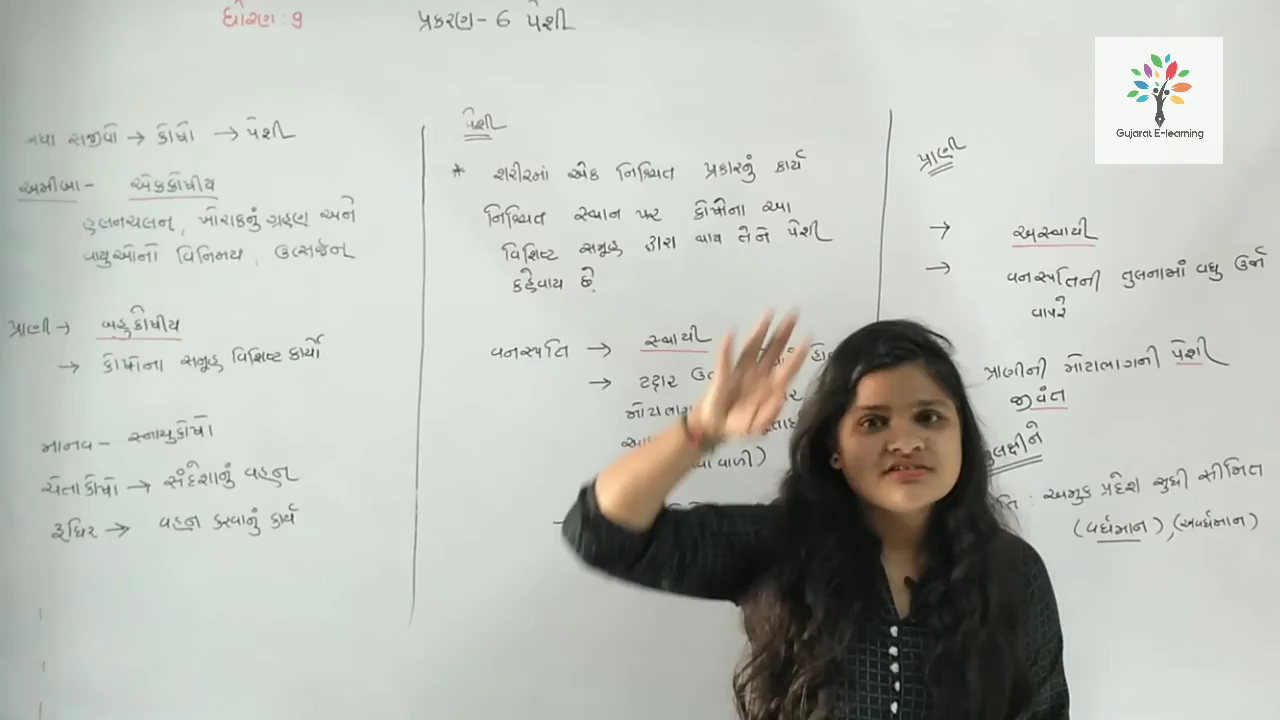 ધોરણ: 9
પ્રકરણ- 6 પેશી
બધા સજીવો → કોષો → પેશી
અમીબા - એકકોષીય
હલનચલન, ખોરાકનું ગ્રહણ અને
વાયુઓનો વિનિમય, ઉત્સર્જન
પ્રાણી → બહુકોષીય
→ કોષોના સમૂહ વિશિષ્ટ કાર્યો
માનવ - સ્નાયુકોષો
ચેતાકોષો → સંદેશાનું વહન
રૂધિર → વહન કરવાનું કાર્ય
પેશી
* શરીરમાં એક નિશ્ચિત પ્રકારનું કાર્ય
નિશ્ચિત સ્થાન પર કોષોના આ
વિશિષ્ટ સમૂહ દ્વારા થાય તેને પેશી
કહેવાય છે.
વનસ્પતિ → સ્થાયી
→ ટટ્ટાર
વાળી)
પ્રાણી
→ અસ્થાયી
→ વનસ્પતિની તુલનામાં વધુ ઉર્જા
વાપરે
પ્રાણીની મોટાભાગની પેશી
જીવંત
અમુક પ્રદેશ સુધી સીમિત
(વર્ધમાન), (અવર્ધમાન)
Gujarat E-learning